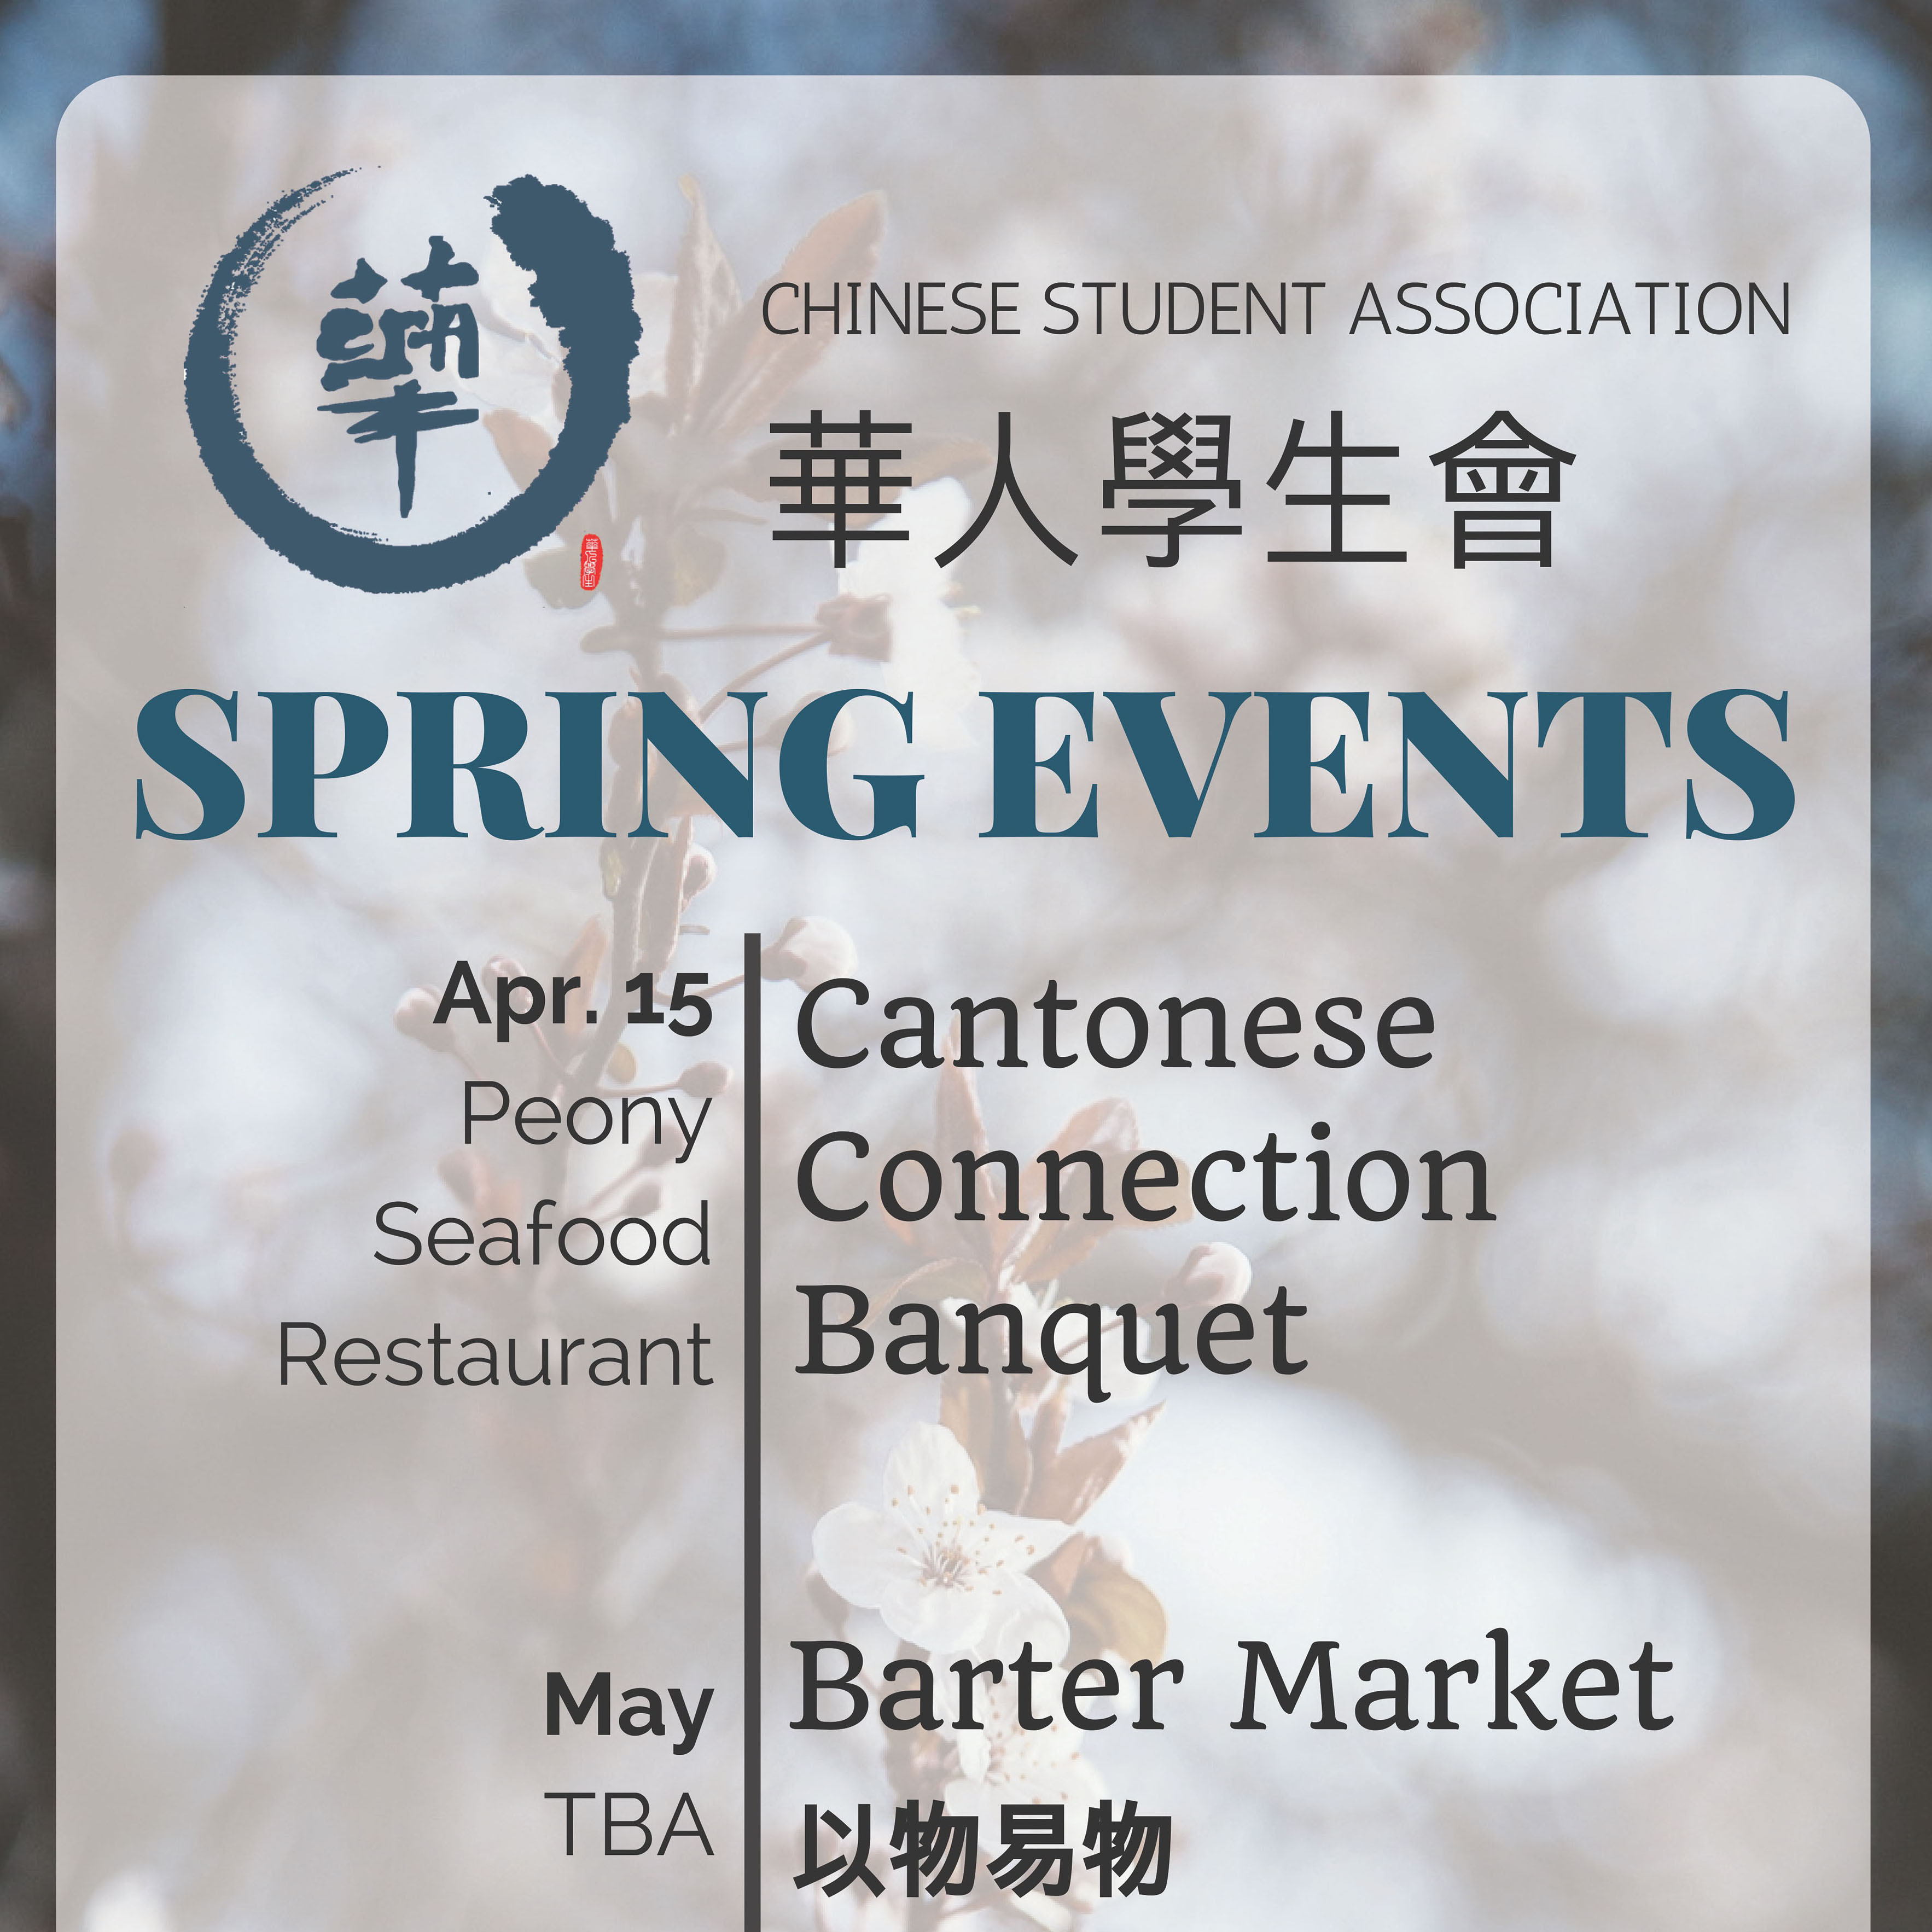 華
CHINESE STUDENT ASSOCIATION
華人學生會
SPRING EVENTS
Apr. 15
Peony
Seafood
Restaurant
Cantonese
Connection
Banquet
May
TBA
Barter Market
以物易物